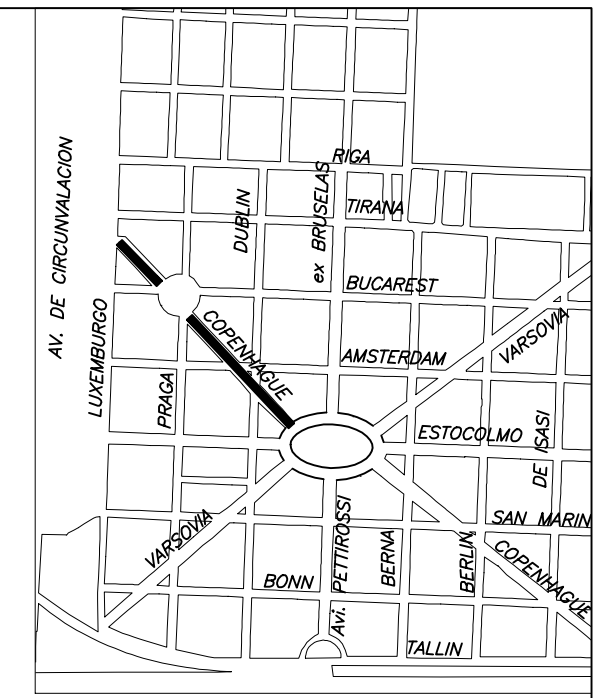 RIGA
AV. DE CIRCUNVALACION
ex BRUSELAS
DUBLIN
TIRANA
BUCAREST
LUXEMBURGO
COPENHAGUE
VARSOVIA
AMSTERDAM
PRAGA
ESTOCOLMO
DE ISASI
VARSOVIA
Avi. PETTIROSSI
SAN MARIN
BERNA
BERLIN
COPENHAGUE
BONN
TALLIN